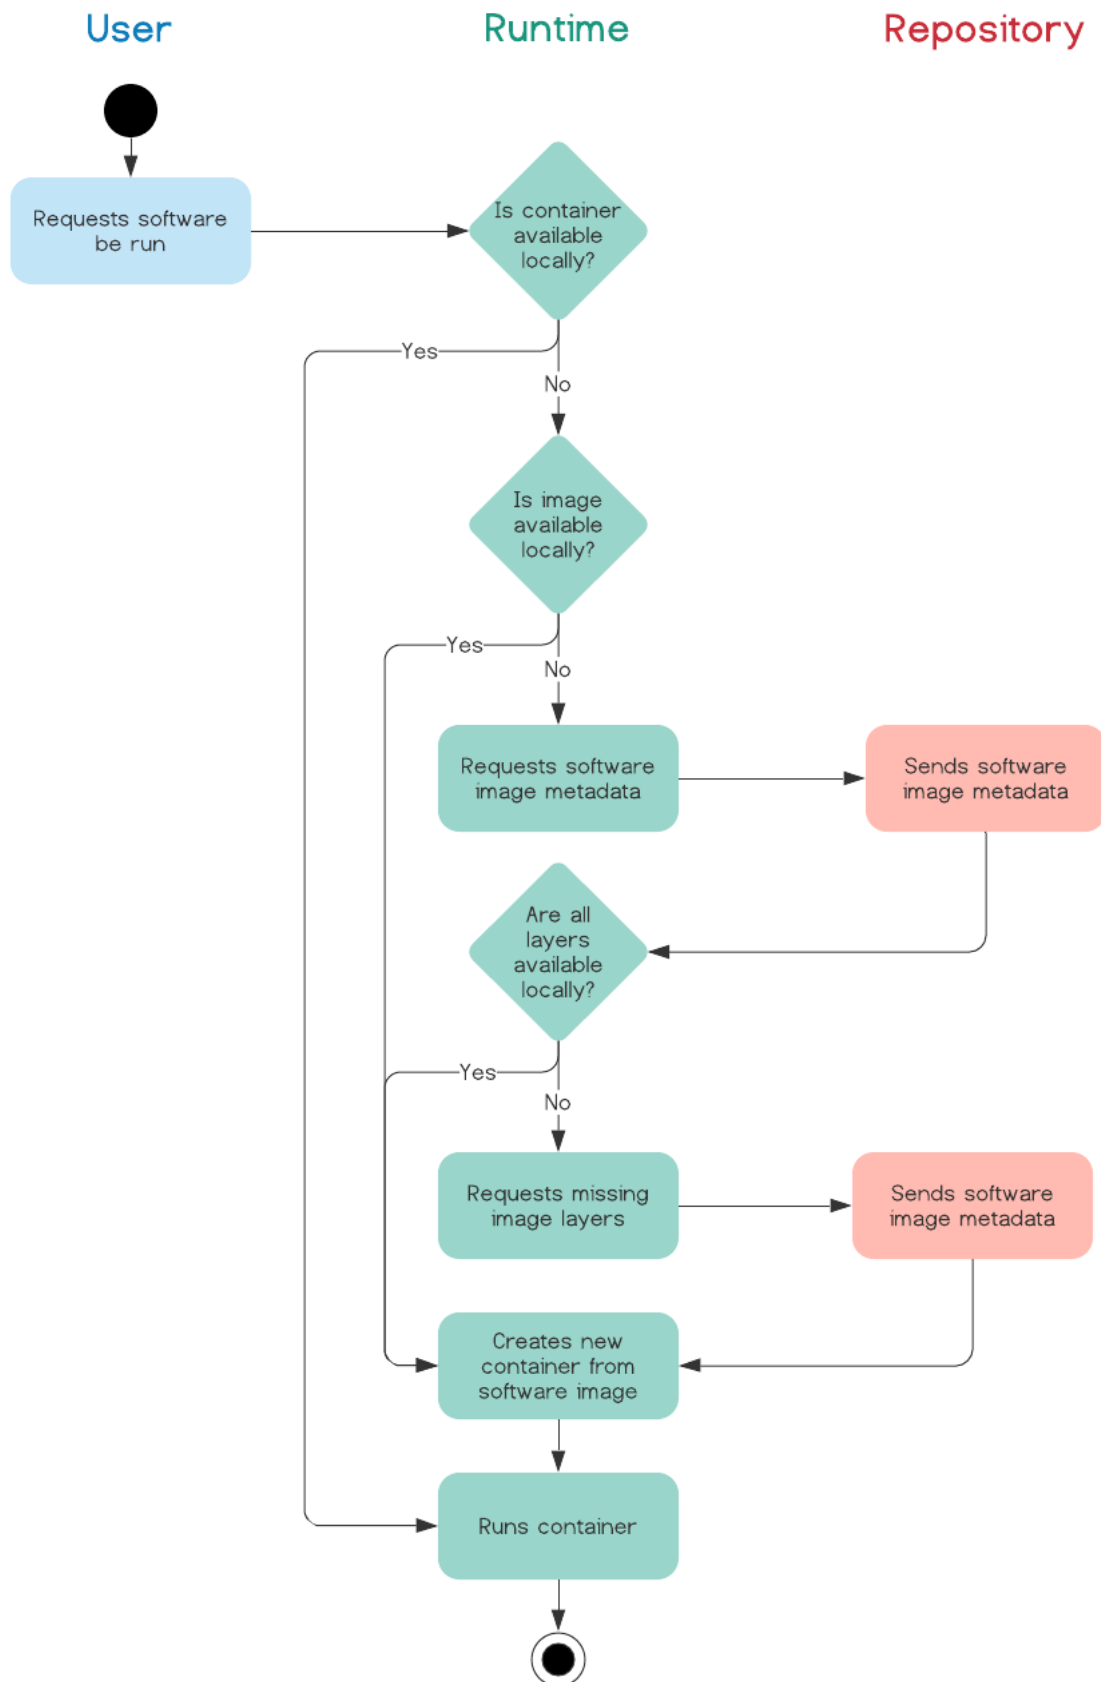 User
Runtime
Repository
Requests software
be run
Is container
available
locally?
Yes
No
Is image
available
locally?
Yes
No
Requests software
image metadata
Sends software
image metadata
Are all
layers
available
locally?
Yes
No
Requests missing
image layers
Sends software
image metadata
Creates new
container from
software image
Runs container